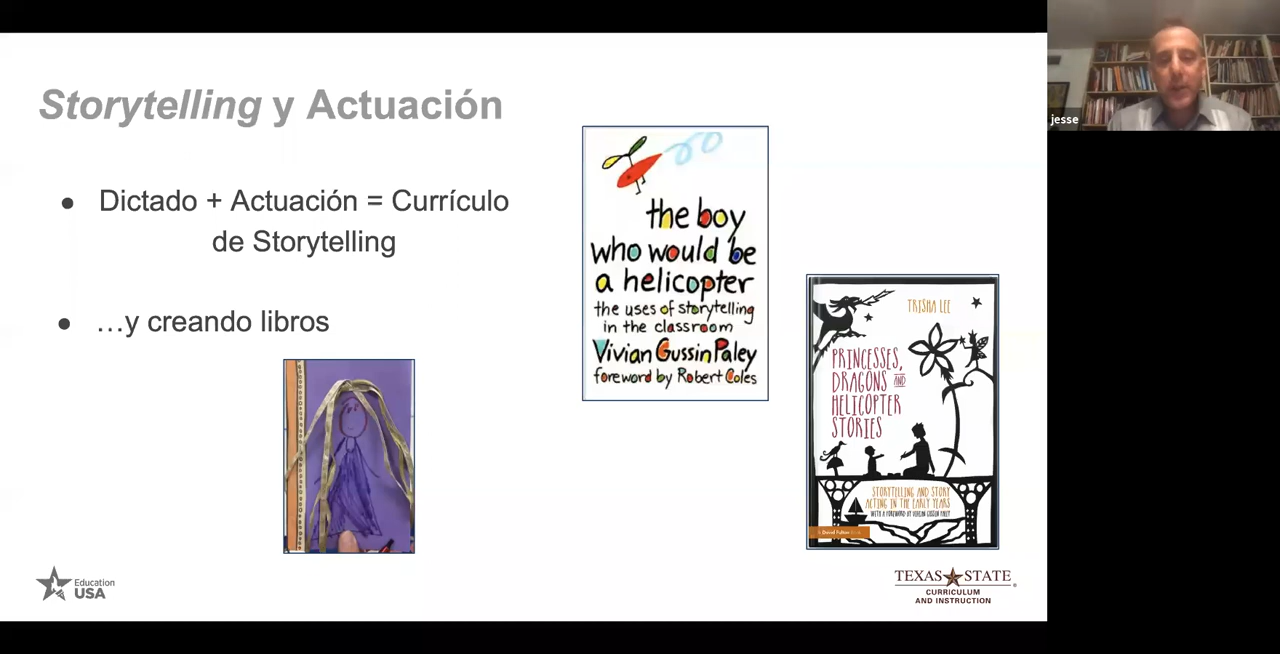 Storytelling y Actuación
● Dictado + Actuación = Currículo
de Storytelling
● …y creando libros
the boy
who would be
a helicopter
the uses of storytelling
in the classroom
Vivian Gussin Paley
foreword by Robert Coles
TRISHA LEE
PRINCESSES,
DRAGONS AND
HELICOPTER
STORIES
STORYTELLING AND STORY
ACTING IN THE EARLY YEARS
WITH A FOREWORD BY VIVIAN GUSSIN PALEY
A David Fulton Book
Education
USA
TEXAS STATE
®
CURRICULUM
AND INSTRUCTION
jesse